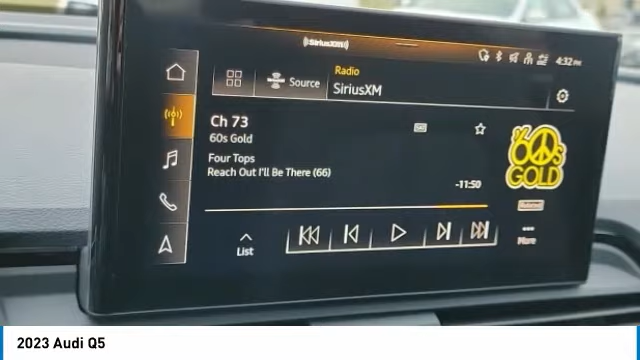 ((SiriusXM))
4:32 PM
Radio
Source
SiriusXM
Ch 73
60s Gold
Four Tops
Reach Out I'll Be There (66)
-11:50
60s
GOLD
List
More
2023 Audi Q5